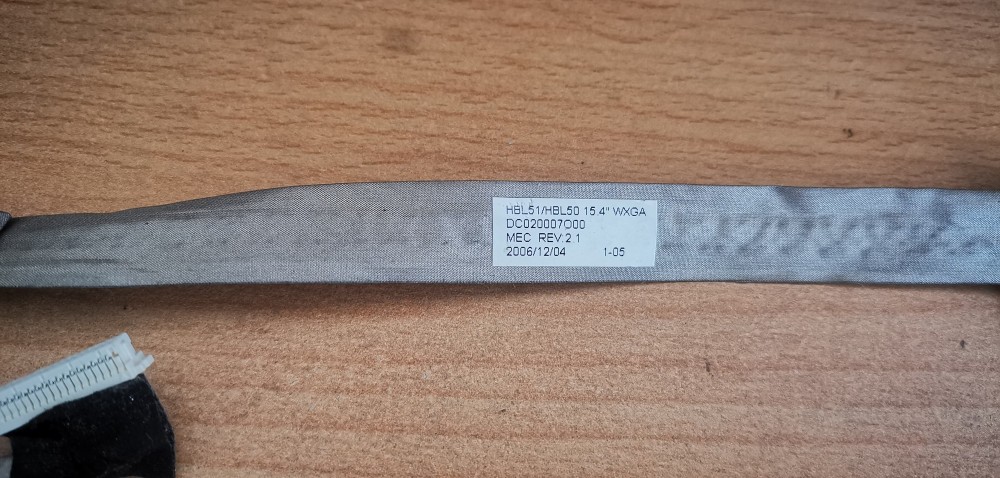 HBL51/HBL50 15.4" WXGA
DC020007O00
MEC REV:2.1
2006/12/04 1-05